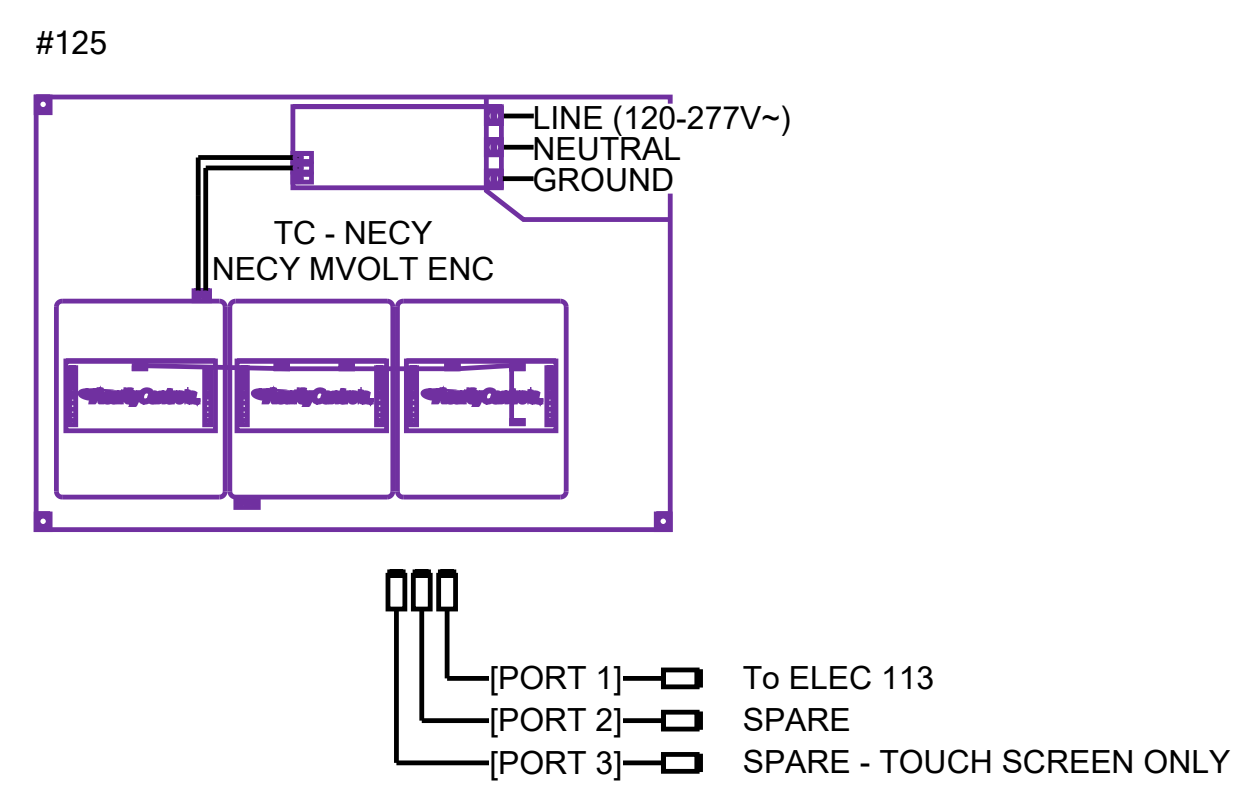 #125
LINE (120-277V~)
NEUTRAL
GROUND
TC - NECY
NECY MVOLT ENC
[PORT 1] To ELEC 113
[PORT 2] SPARE
[PORT 3] SPARE - TOUCH SCREEN ONLY